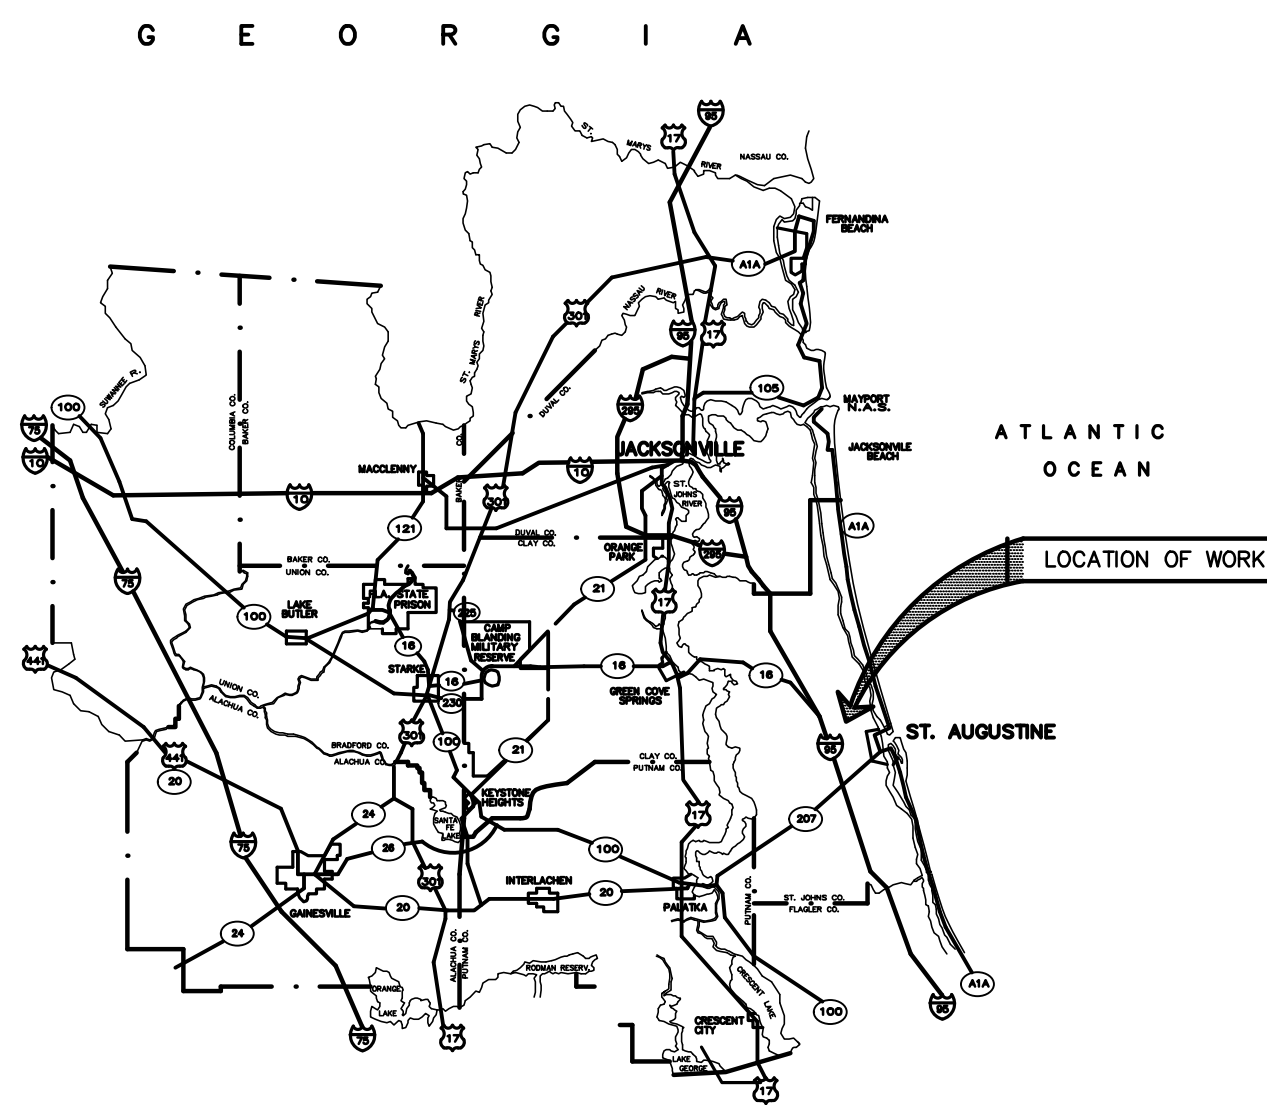 G E O R G I A
95
17
ST. MARYS RIVER
NASSAU CO.
FERNANDINA
BEACH
A1A
NASSAU RIVER
301
ST. MARYS RIVER
95
17
SUWANNEE R.
100
COLUMBIA CO.
BAKER CO.
DUVAL CO.
105
295
MAYPORT
N.A.S.
75
10
JACKSONVILLE
JACKSONVILE
BEACH
ATLANTIC
OCEAN
MACCLENNY
BAKER CO.
10
10
301
ST.
JOHNS
RIVER
95
A1A
121
DUVAL CO.
CLAY CO.
ORANGE
PARK
295
LOCATION OF WORK
BAKER CO.
UNION CO.
75
FLA. STATE
PRISON
21
17
LAKE
BUTLER
100
225
CAMP
BLANDING
MILITARY
RESERVE
16
441
STARKE
16
16
16
GREEN COVE
SPRINGS
UNION CO.
ALACHUA CO.
230
301
100
21
95
ST. AUGUSTINE
BRADFORD CO.
ALACHUA CO.
441
20
CLAY CO.
PUTNAM CO.
KEYSTONE
HEIGHTS
24
SANTA
FE
LAKE
17
207
75
26
100
301
INTERLACHEN
20
20
PALATKA
PUTNAM CO.
ST. JOHNS CO.
FLAGLER CO.
GAINESVILLE
24
ALACHUA CO.
PUTNAM CO.
RODMAN RESERV.
ORANGE
LAKE
CRESCENT LAKE
A1A
95
100
CRESCENT
CITY
75
17
LAKE
GEORGE
17